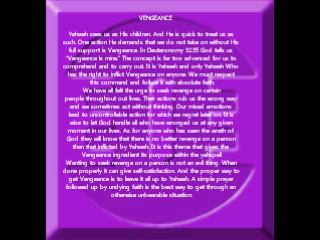 VENGEANCE
Yahweh sees us as His children. And He is quick to treat us as
such. One action He demands that we do not take on without His
full support is Vengeance. In Deuteronomy 32:35 God tells us
"Vengeance is mine." The concept is far too advanced for us to
comprehend and to carry out. It is Yahweh and only Yahweh Who
has the right to inflict Vengeance on anyone. We must respect
this command and follow it with absolute faith.
We have all felt the urge to seek revenge on certain
people throughout out lives. Their actions rub us the wrong way
and we sometimes act without thinking. Our mixed emotions
lead to uncontrollable action for which we regret later on. It is
wise to let God handle all who have wronged us at any given
moment in our lives. As for anyone who has seen the wrath of
God they will know that there is no better revenge on a person
than that inflicted by Yahweh. It is this theme that gives the
Vengeance ingredient its purpose within the
Wanting to seek revenge on a person is not an evil thing. When
done properly it can give self-satisfaction. And the proper way to
get Vengeance is to leave it all up to Yahweh. A simple prayer
followed up by undying faith is the best way to get through an
otherwise unbearable situation.